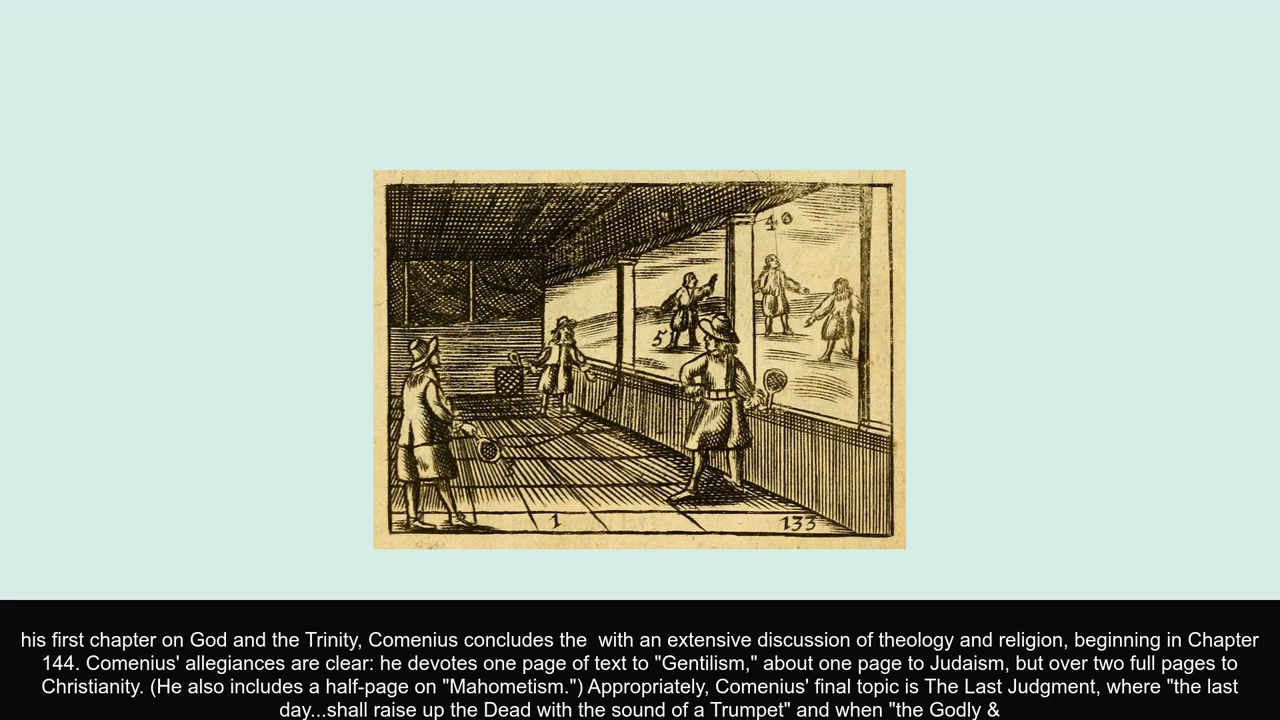 40
5
1
133
his first chapter on God and the Trinity, Comenius concludes the  with an extensive discussion of theology and religion, beginning in Chapter
144. Comenius' allegiances are clear: he devotes one page of text to "Gentilism," about one page to Judaism, but over two full pages to
Christianity. (He also includes a half-page on "Mahometism.") Appropriately, Comenius' final topic is The Last Judgment, where "the last
day...shall raise up the Dead with the sound of a Trumpet" and when "the Godly &